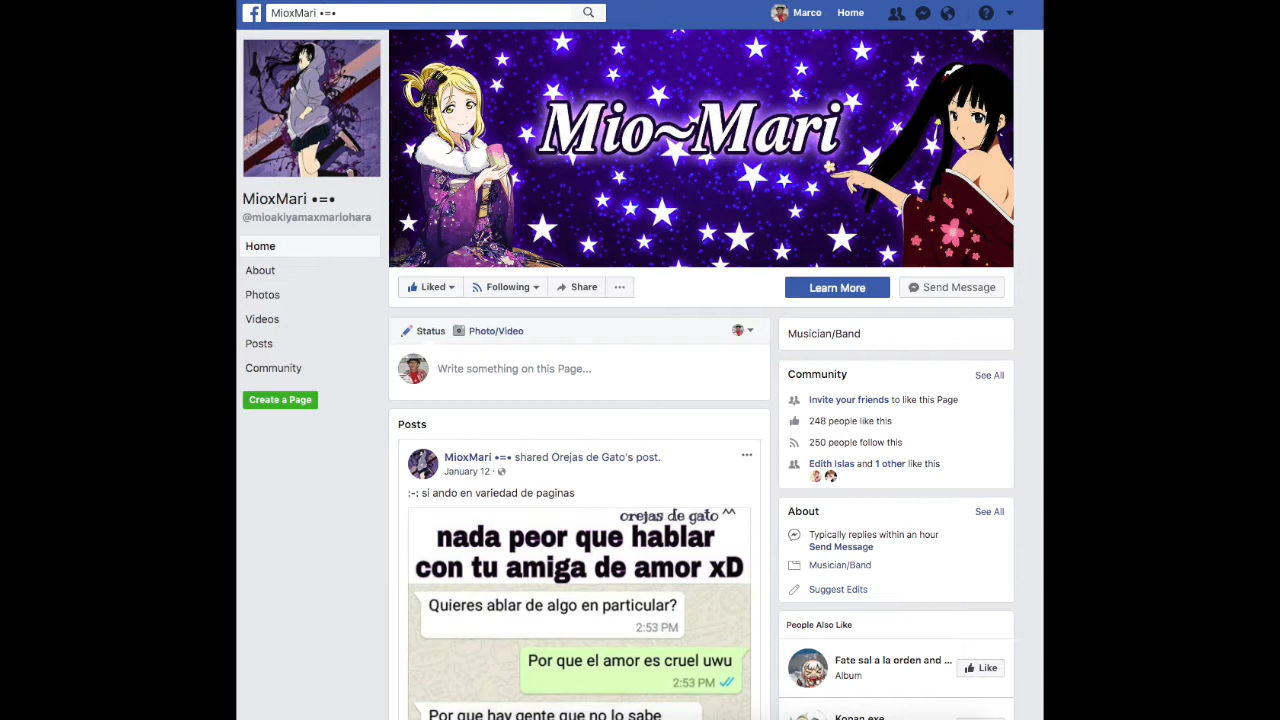 MioxMari •=•
Marco
Home
Mio~Mari
MioxMari •=•
@mioakiyamaxmariohara
Home
About
Photos
Videos
Posts
Community
Create a Page
Liked
Following
Share
Learn More
Send Message
Status
Photo/Video
Write something on this Page...
Posts
MioxMari •=• shared Orejas de Gato's post.
January 12
:-: si ando en variedad de paginas
orejas de gato ^^
nada peor que hablar
con tu amiga de amor xD
Quieres ablar de algo en particular?
2:53 PM
Por que el amor es cruel uwu
2:53 PM
Por que hay gente que no lo sabe
Musician/Band
Community
See All
Invite your friends to like this Page
248 people like this
250 people follow this
Edith Islas and 1 other like this
About
See All
Typically replies within an hour
Send Message
Musician/Band
Suggest Edits
People Also Like
Fate sal a la orden and ...
Album
Like
Konan.exe